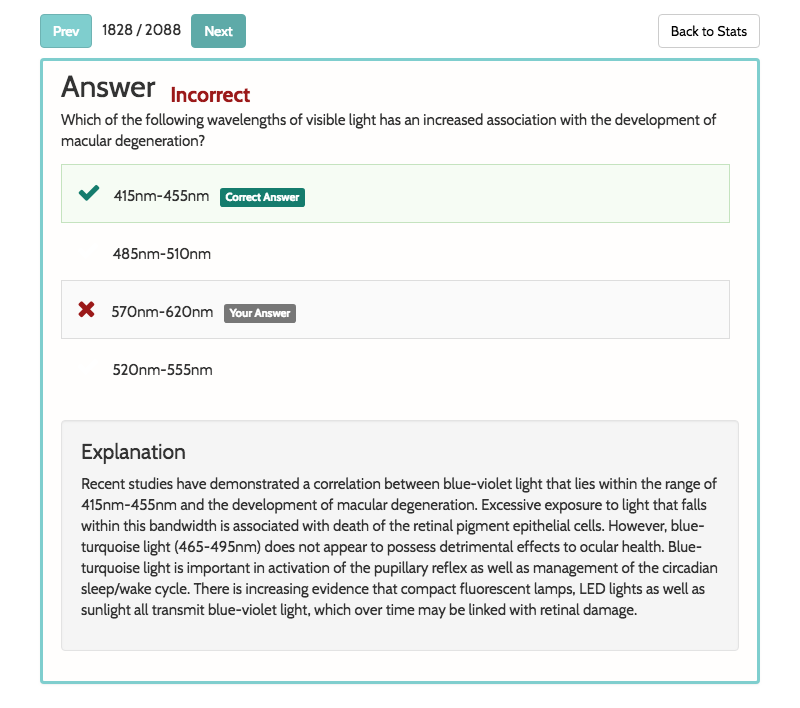 Prev 1828 / 2088 Next Back to Stats
Answer Incorrect
Which of the following wavelengths of visible light has an increased association with the development of
macular degeneration?
415nm-455nm Correct Answer
485nm-510nm
570nm-620nm Your Answer
520nm-555nm
Explanation
Recent studies have demonstrated a correlation between blue-violet light that lies within the range of
415nm-455nm and the development of macular degeneration. Excessive exposure to light that falls
within this bandwidth is associated with death of the retinal pigment epithelial cells. However, blue-
turquoise light (465-495nm) does not appear to possess detrimental effects to ocular health. Blue-
turquoise light is important in activation of the pupillary reflex as well as management of the circadian
sleep/wake cycle. There is increasing evidence that compact fluorescent lamps, LED lights as well as
sunlight all transmit blue-violet light, which over time may be linked with retinal damage.